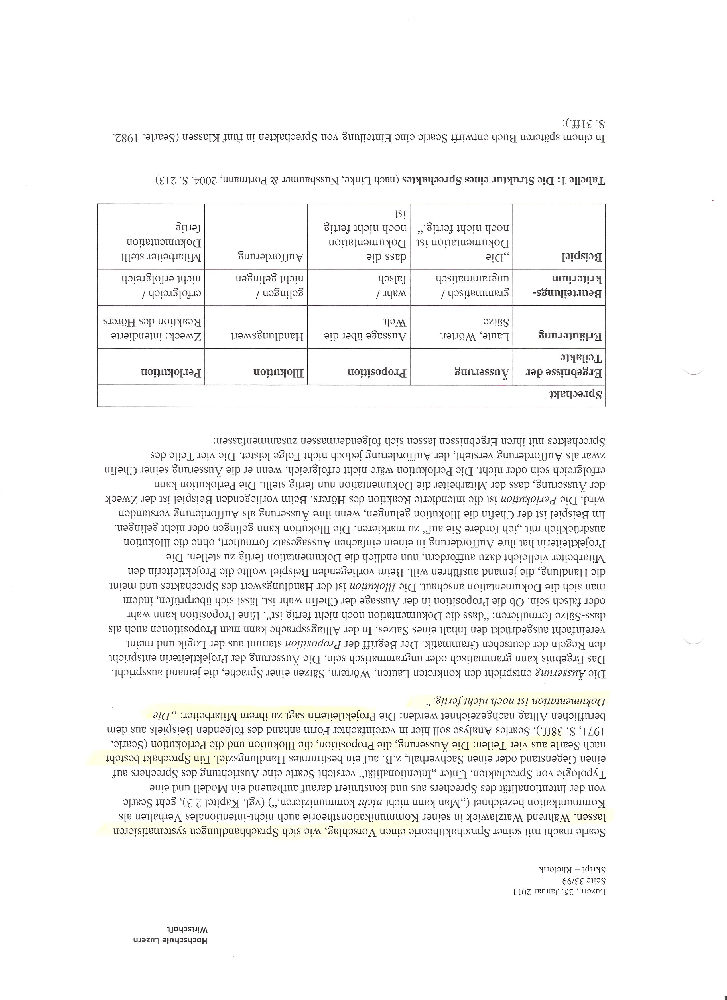 Hochschule Luzern
Wirtschaft
Luzern, 25. Januar 2011
Seite 33/99
Skript – Rhetorik
Searle macht mit seiner Sprechakttheorie einen Vorschlag, wie sich Sprachhandlungen systematisieren
lassen. Während Watzlawick in seiner Kommunikationstheorie auch nicht-intentionales Verhalten als
Kommunikation bezeichnet („Man kann nicht nicht kommunizieren.“) (vgl. Kapitel 2.3), geht Searle
von der Intentionalität des Sprechers aus und konstruiert darauf aufbauend ein Modell und eine
Typologie von Sprechakten. Unter „Intentionalität“ versteht Searle eine Ausrichtung des Sprechers auf
einen Gegenstand oder einen Sachverhalt, z.B. auf ein bestimmtes Handlungsziel. Ein Sprechakt besteht
nach Searle aus vier Teilen: Die Äusserung, die Proposition, die Illokution und die Perlokution (Searle,
1971, S. 38ff.). Searles Analyse soll hier in vereinfachter Form anhand des folgenden Beispiels aus dem
beruflichen Alltag nachgezeichnet werden: Die Projektleiterin sagt zu ihrem Mitarbeiter: „Die
Dokumentation ist noch nicht fertig.“
Die Äusserung entspricht den konkreten Lauten, Wörtern, Sätzen einer Sprache, die jemand ausspricht.
Das Ergebnis kann grammatisch oder ungrammatisch sein. Die Äusserung der Projektleiterin entspricht
den Regeln der deutschen Grammatik. Der Begriff der Proposition stammt aus der Logik und meint
vereinfacht ausgedrückt den Inhalt eines Satzes. In der Alltagssprache kann man Propositionen auch als
dass-Sätze formulieren: “dass die Dokumentation noch nicht fertig ist“. Eine Proposition kann wahr
oder falsch sein. Ob die Proposition in der Aussage der Chefin wahr ist, lässt sich überprüfen, indem
man sich die Dokumentation anschaut. Die Illokution ist der Handlungswert des Sprechaktes und meint
die Handlung, die jemand ausführen will. Beim vorliegenden Beispiel wollte die Projektleiterin den
Mitarbeiter vielleicht dazu auffordern, nun endlich die Dokumentation fertig zu stellen. Die
Projektleiterin hat ihre Aufforderung in einem einfachen Aussagesatz formuliert, ohne die Illokution
ausdrücklich mit „ich fordere Sie auf“ zu markieren. Die Illokution kann gelingen oder nicht gelingen.
Im Beispiel ist der Chefin die Illokution gelungen, wenn ihre Äusserung als Aufforderung verstanden
wird. Die Perlokution ist die intendierte Reaktion des Hörers. Beim vorliegenden Beispiel ist der Zweck
der Äusserung, dass der Mitarbeiter die Dokumentation nun fertig stellt. Die Perlokution kann
erfolgreich sein oder nicht. Die Perlokution wäre nicht erfolgreich, wenn er die Äusserung seiner Chefin
zwar als Aufforderung versteht, der Aufforderung jedoch nicht Folge leistet. Die vier Teile des
Sprechaktes mit ihren Ergebnissen lassen sich folgendermassen zusammenfassen:
Sprechakt
Ergebnisse der
Teilakte
Äusserung
Proposition
Illokution
Perlokution
Erläuterung
Laute, Wörter,
Sätze
Aussage über die
Welt
Handlungswert
Zweck: intendierte
Reaktion des Hörers
Beurteilungs-
kriterium
grammatisch /
ungrammatisch
wahr /
falsch
gelingen /
nicht gelingen
erfolgreich /
nicht erfolgreich
Beispiel
„Die
Dokumentation ist
noch nicht fertig.“
dass die
Dokumentation
noch nicht fertig
ist
Aufforderung
Mitarbeiter stellt
Dokumentation
fertig
Tabelle 1: Die Struktur eines Sprechaktes (nach Linke, Nussbaumer & Portmann, 2004, S. 213)
In einem späteren Buch entwirft Searle eine Einteilung von Sprechakten in fünf Klassen (Searle, 1982,
S. 31ff.):